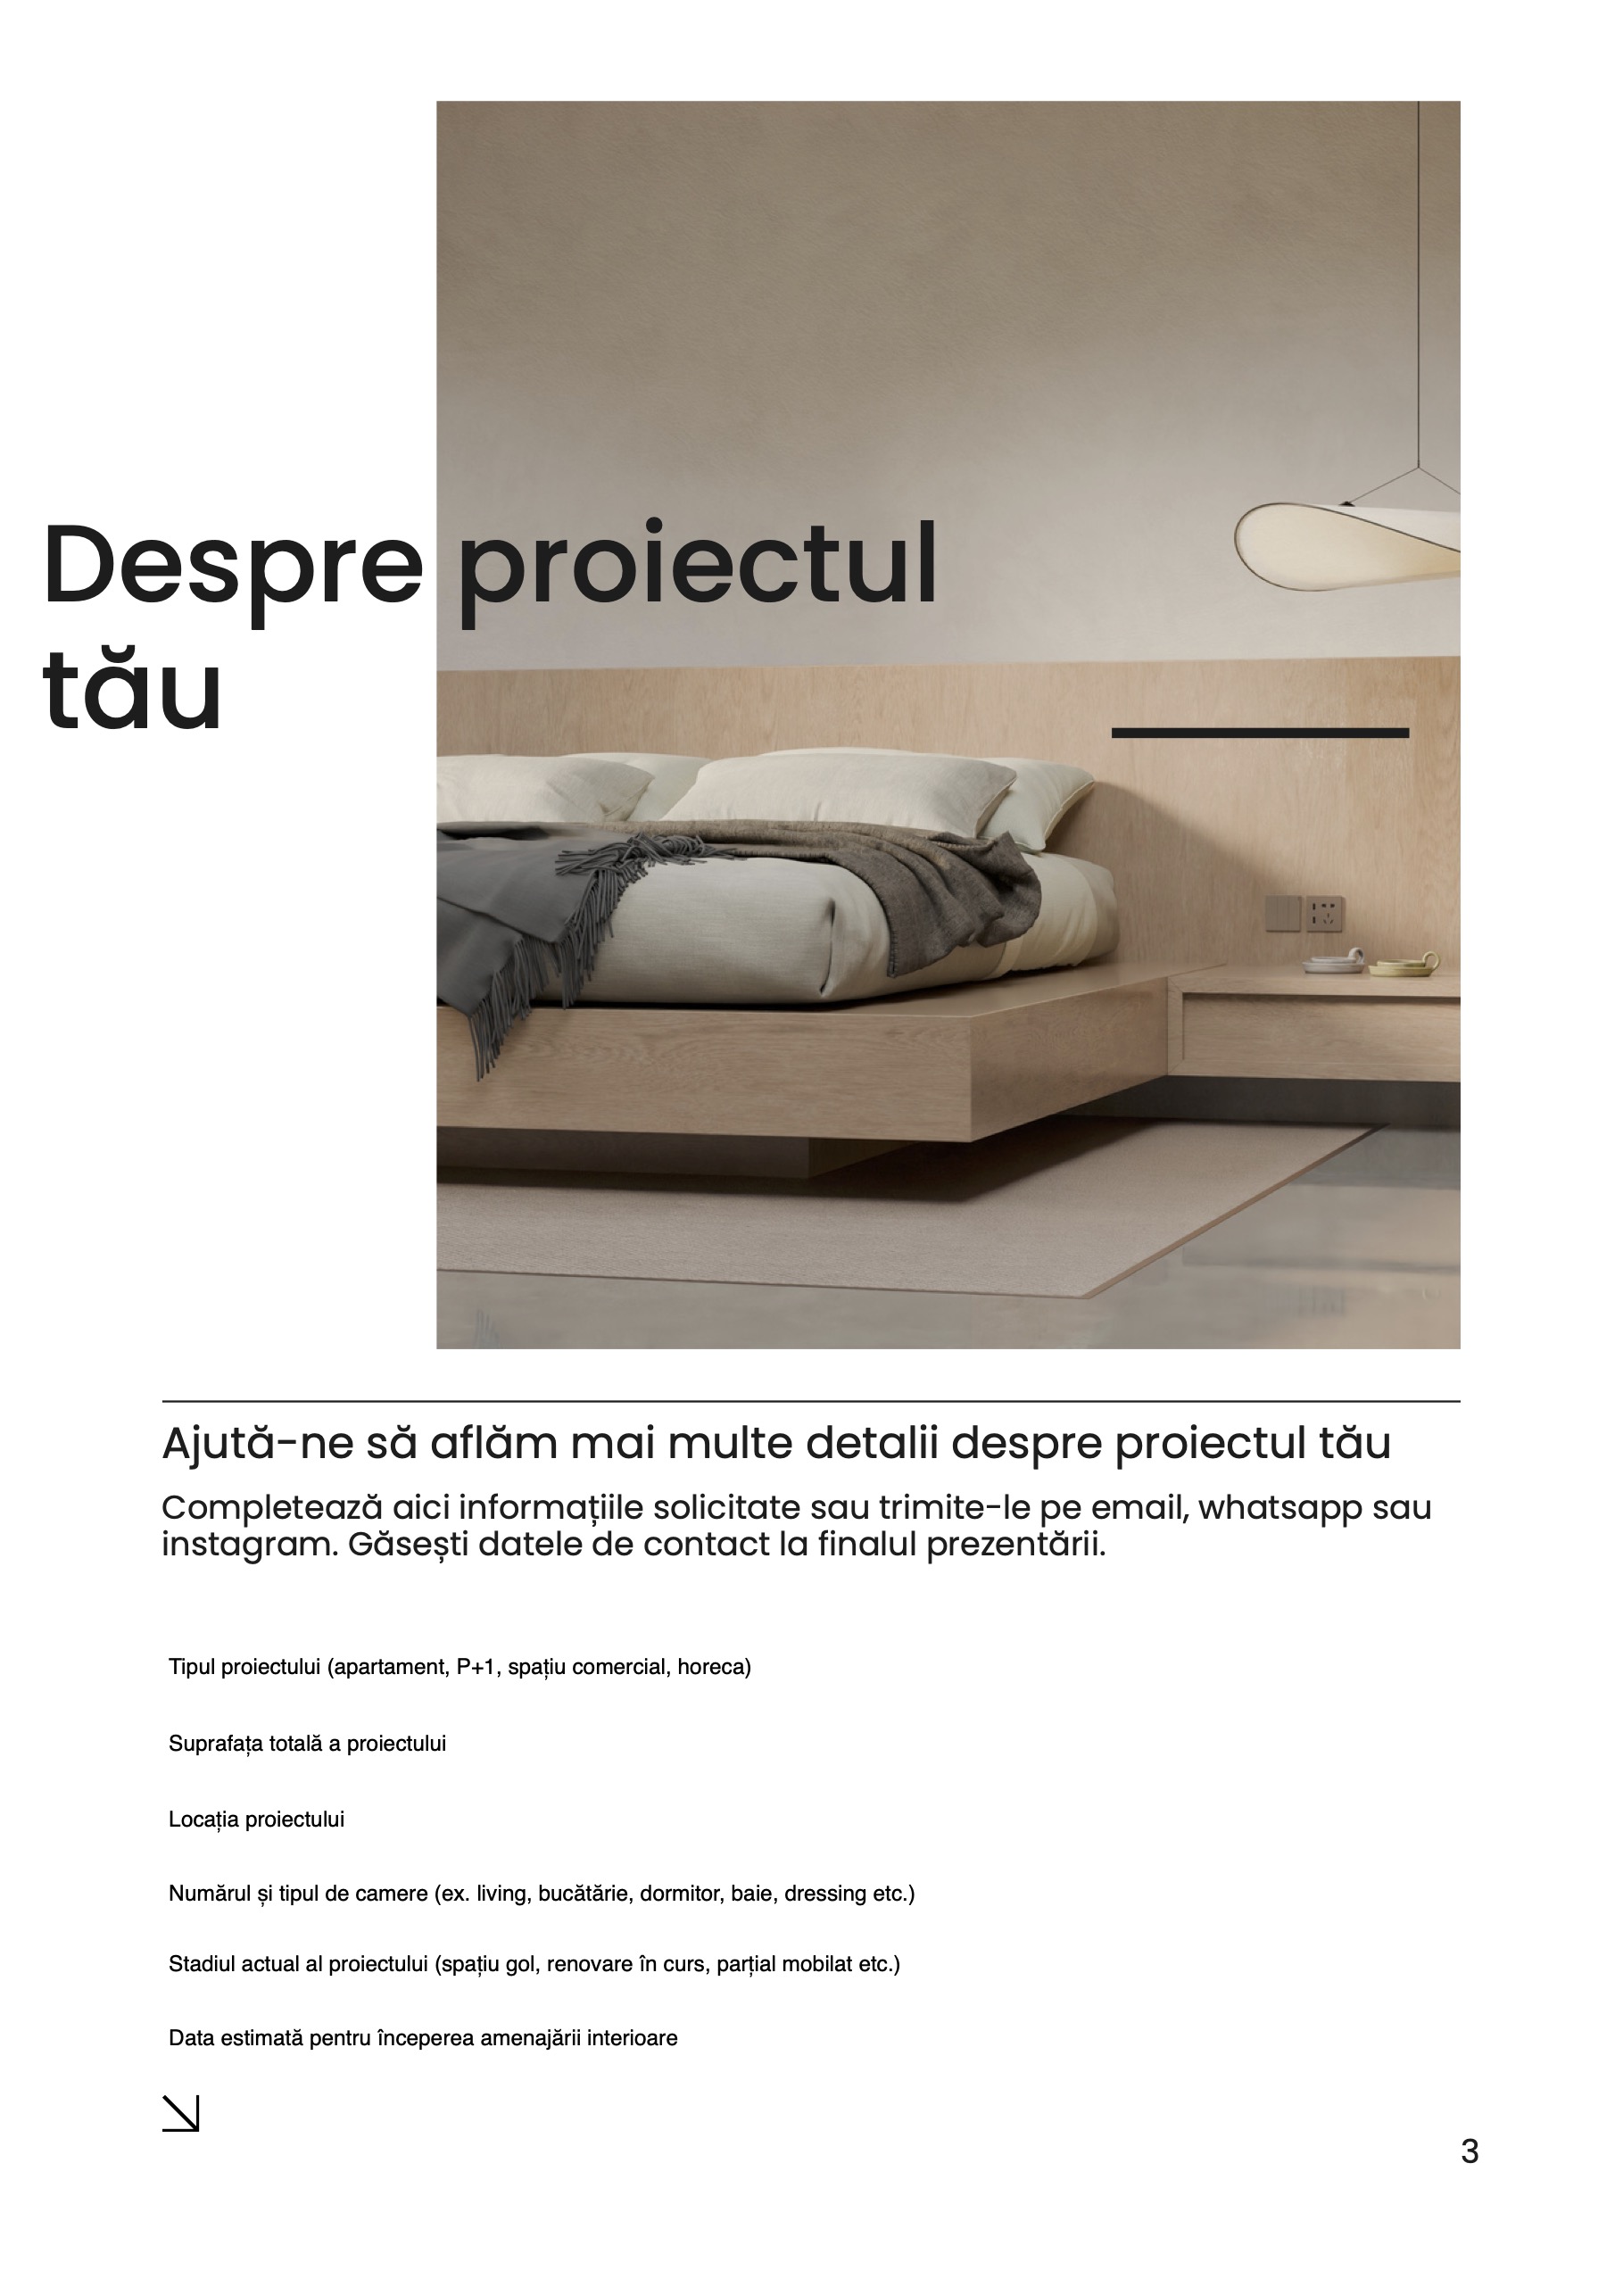 Despre proiectul
tău
Ajută-ne să aflăm mai multe detalii despre proiectul tău
Completează aici informațiile solicitate sau trimite-le pe email, whatsapp sau
instagram. Găsești datele de contact la finalul prezentării.
Tipul proiectului (apartament, P+1, spațiu comercial, horeca)
Suprafața totală a proiectului
Locația proiectului
Numărul și tipul de camere (ex. living, bucătărie, dormitor, baie, dressing etc.)
Stadiul actual al proiectului (spațiu gol, renovare în curs, parțial mobilat etc.)
Data estimată pentru începerea amenajării interioare
3